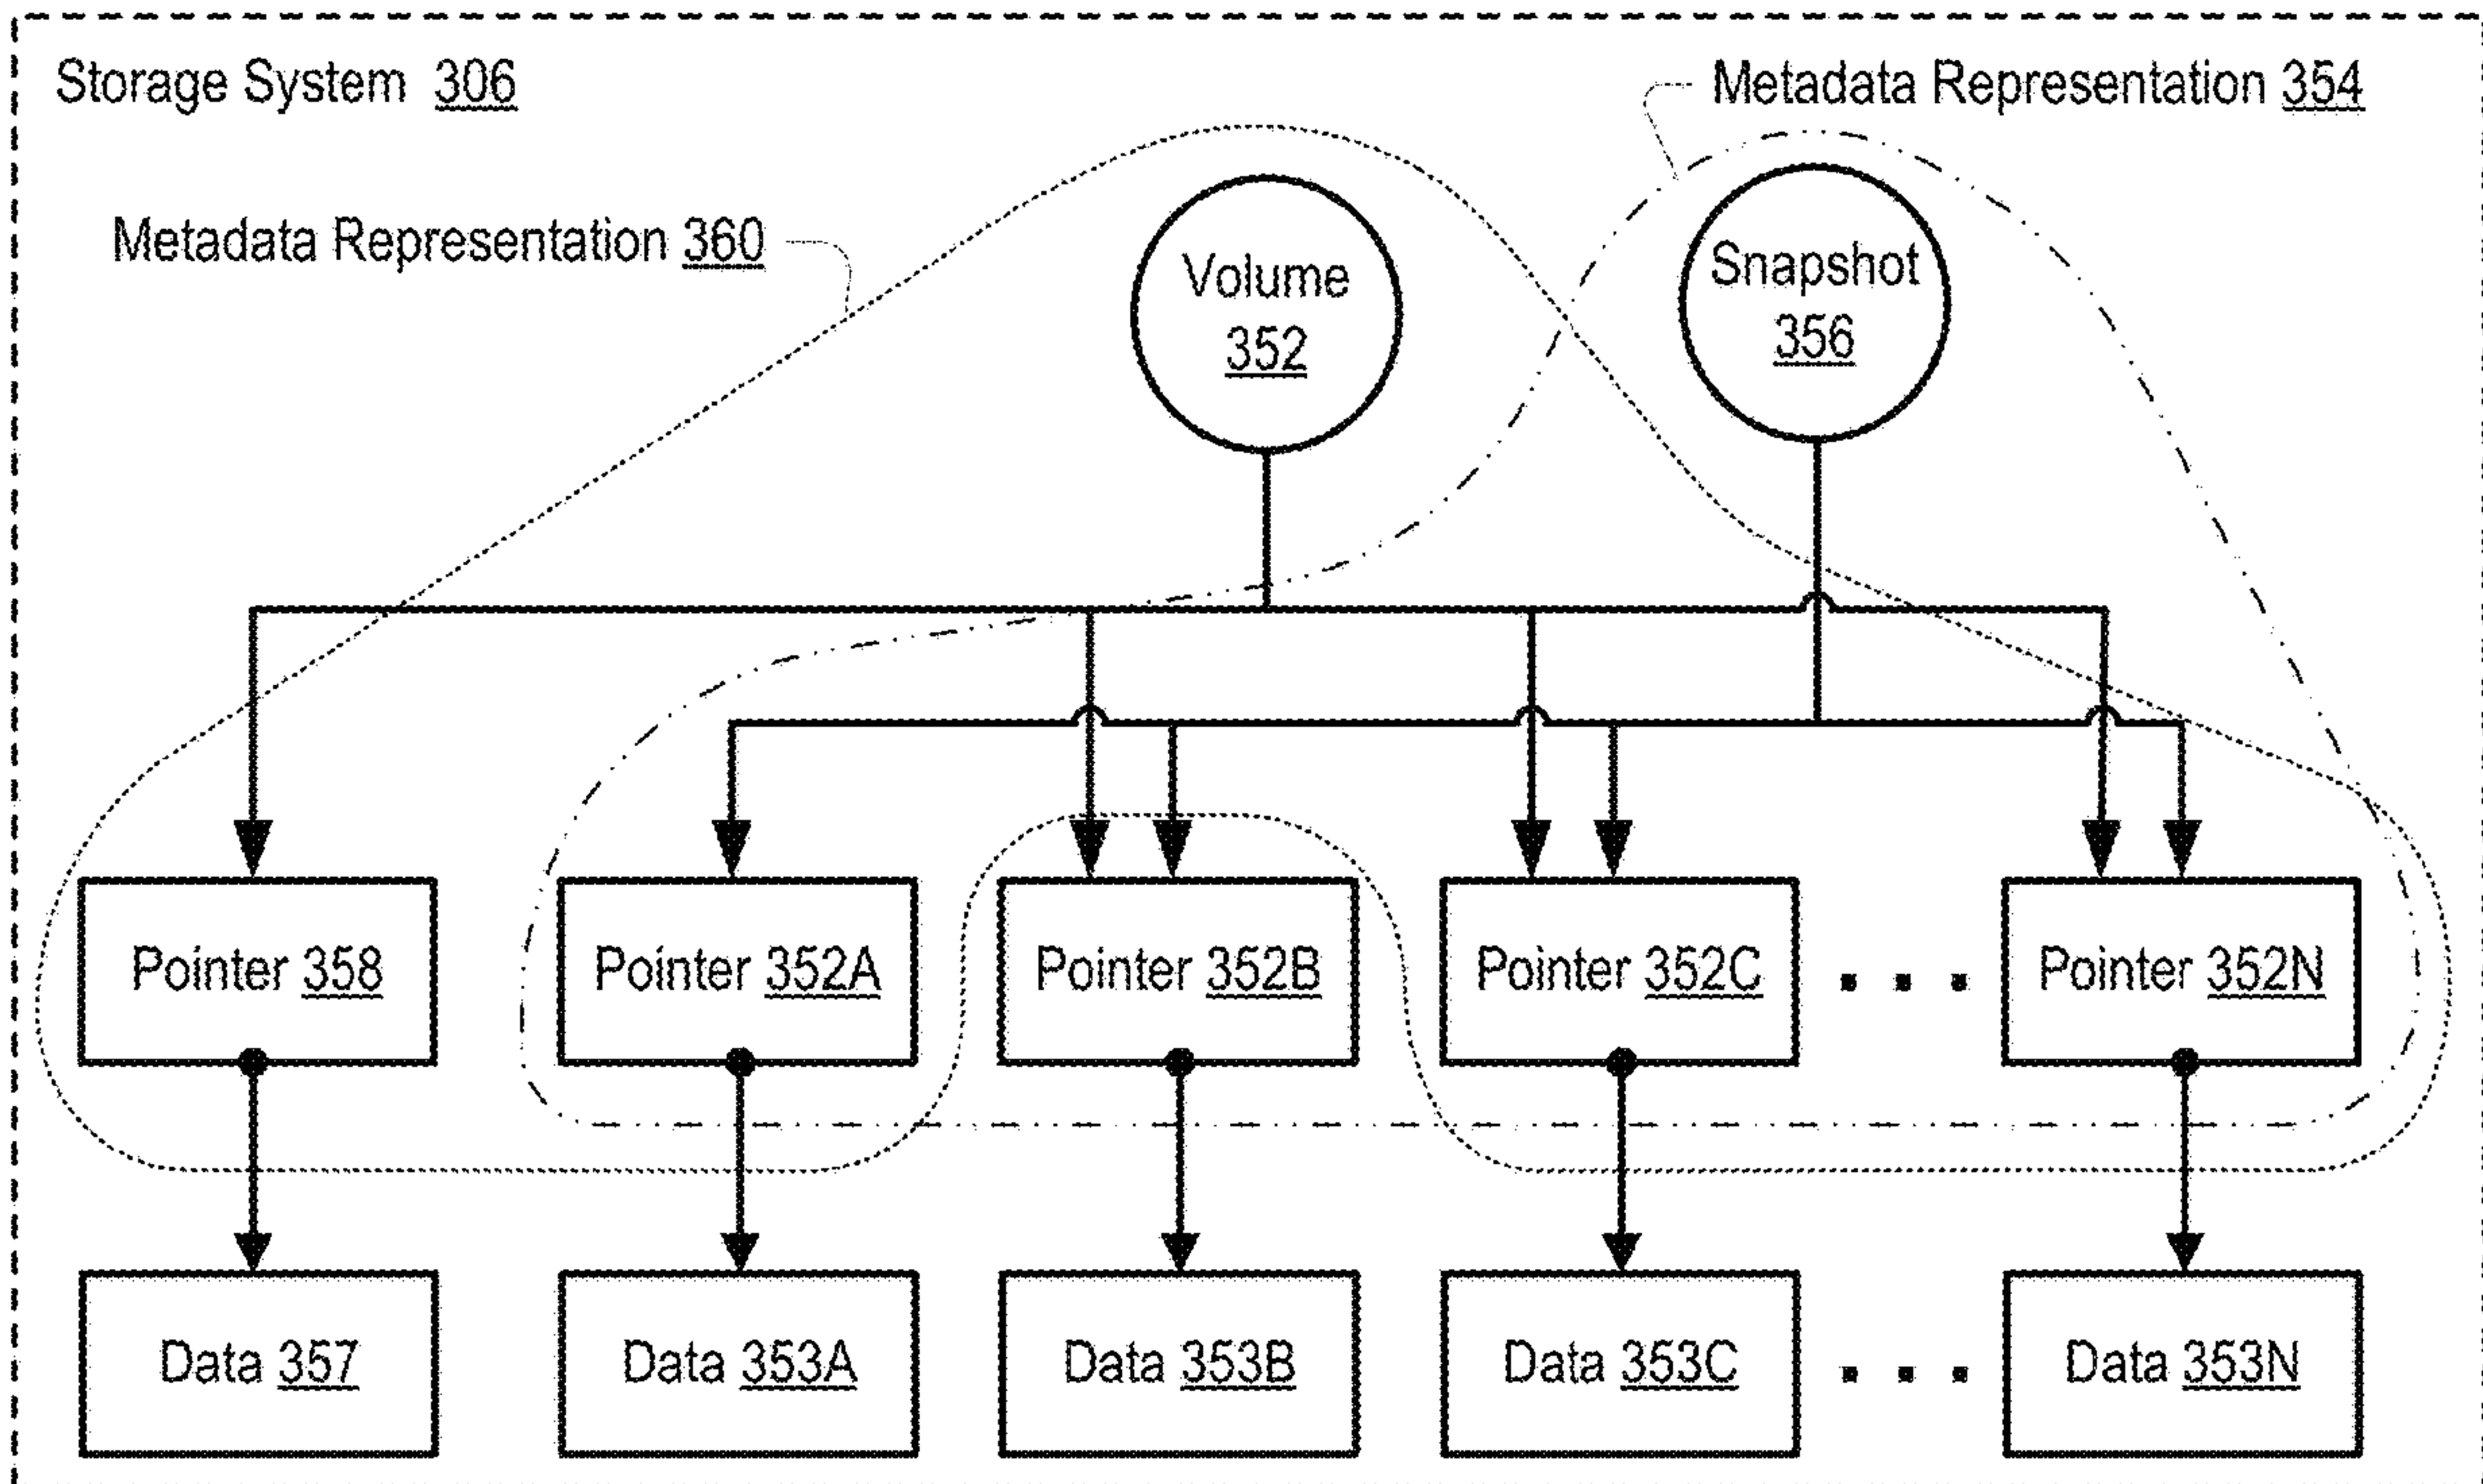 Storage System 306
Metadata Representation 354
Metadata Representation 360
Volume
352
Snapshot
356
Pointer 358
Pointer 352A
Pointer 352B
Pointer 352C
. . .
Pointer 352N
Data 357
Data 353A
Data 353B
Data 353C
. . .
Data 353N